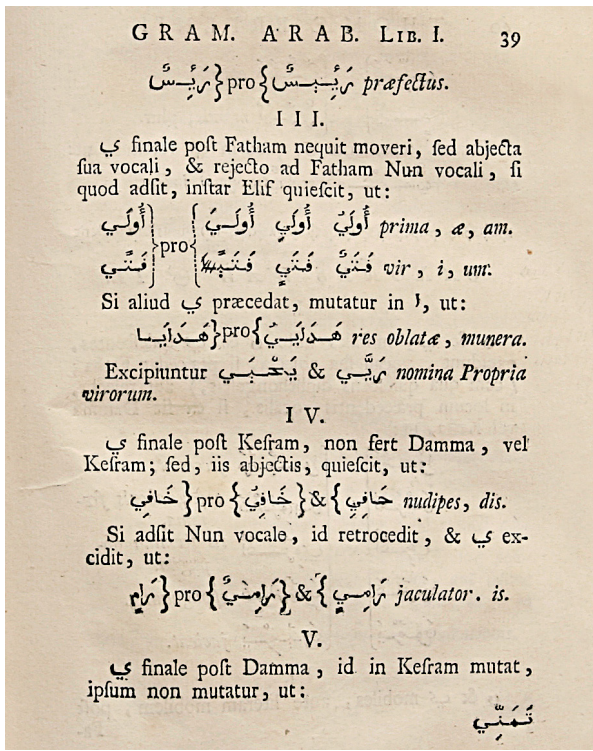 GRAM. ARAB. LIB. I. 39
رَيِّسٌ } pro { رَئِيسٌ præfectus.
III.
ي finale poſt Fatham nequit moveri, ſed abjecta
ſua vocali, & rejecto ad Fatham Nun vocali, ſi
quod adſit, inſtar Elif quieſcit, ut:
أُولَي } pro { أُولَيَ أُولَيِ أُولَيُ prima, æ, am.
pro { فَتَيٌ vir, i, um.
Si aliud ي præcedat, mutatur in ا, ut:
هَدَايَا } pro { هَدَايَيُ res oblatæ, munera.
Excipiuntur يَحْيَي & رَيَّي nomina Propria
virorum.
IV.
ي finale poſt Keſram, non fert Damma, vel
Keſram; ſed, iis abjectis, quieſcit, ut:
حَافِي } pro { حَافِيُ } & { حَافِيِ nudipes, dis.
Si adſit Nun vocale, id retrocedit, & ي ex-
cidit, ut:
رَامٍ } pro { رَامِيٌ } & { رَامِيٍ jaculator. is.
V.
ي finale poſt Damma, id in Keſram mutat,
ipſum non mutatur, ut:
تَمَنِّي